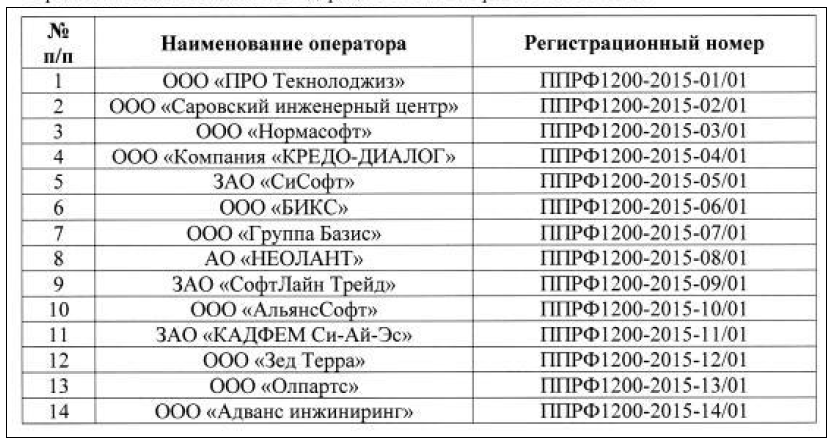 № п/п Наименование оператора Регистрационный номер
1 ООО «ПРО Текнолоджиз» ППРФ1200-2015-01/01
2 ООО «Саровский инженерный центр» ППРФ1200-2015-02/01
3 ООО «Нормасофт» ППРФ1200-2015-03/01
4 ООО «Компания «КРЕДО-ДИАЛОГ» ППРФ1200-2015-04/01
5 ЗАО «СиСофт» ППРФ1200-2015-05/01
6 ООО «БИКС» ППРФ1200-2015-06/01
7 ООО «Группа Базис» ППРФ1200-2015-07/01
8 АО «НЕОЛАНТ» ППРФ1200-2015-08/01
9 ЗАО «СофтЛайн Трейд» ППРФ1200-2015-09/01
10 ООО «АльянсСофт» ППРФ1200-2015-10/01
11 ЗАО «КАДФЕМ Си-Ай-Эс» ППРФ1200-2015-11/01
12 ООО «Зед Терра» ППРФ1200-2015-12/01
13 ООО «Олпартс» ППРФ1200-2015-13/01
14 ООО «Адванс инжиниринг» ППРФ1200-2015-14/01